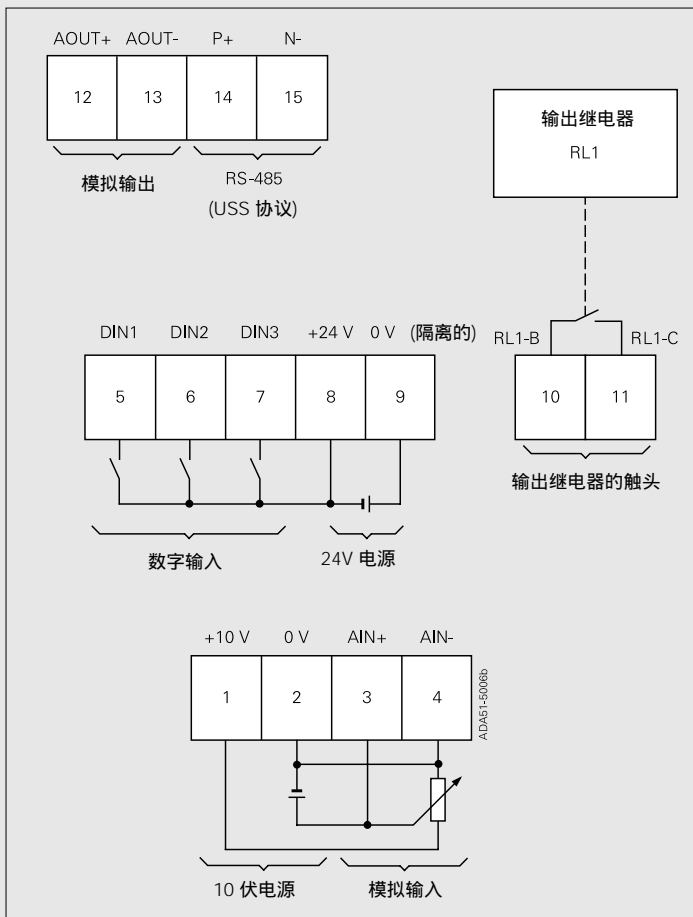 AOUT+ AOUT- P+ N-
12 13 14 15
模拟输出
RS-485
(USS 协议)
输出继电器
RL1
RL1-B RL1-C
10 11
输出继电器的触头
DIN1 DIN2 DIN3 +24 V 0 V (隔离的)
5 6 7 8 9
数字输入
24V 电源
+10 V 0 V AIN+ AIN-
1 2 3 4
ADA51-5006b
10 伏电源
模拟输入